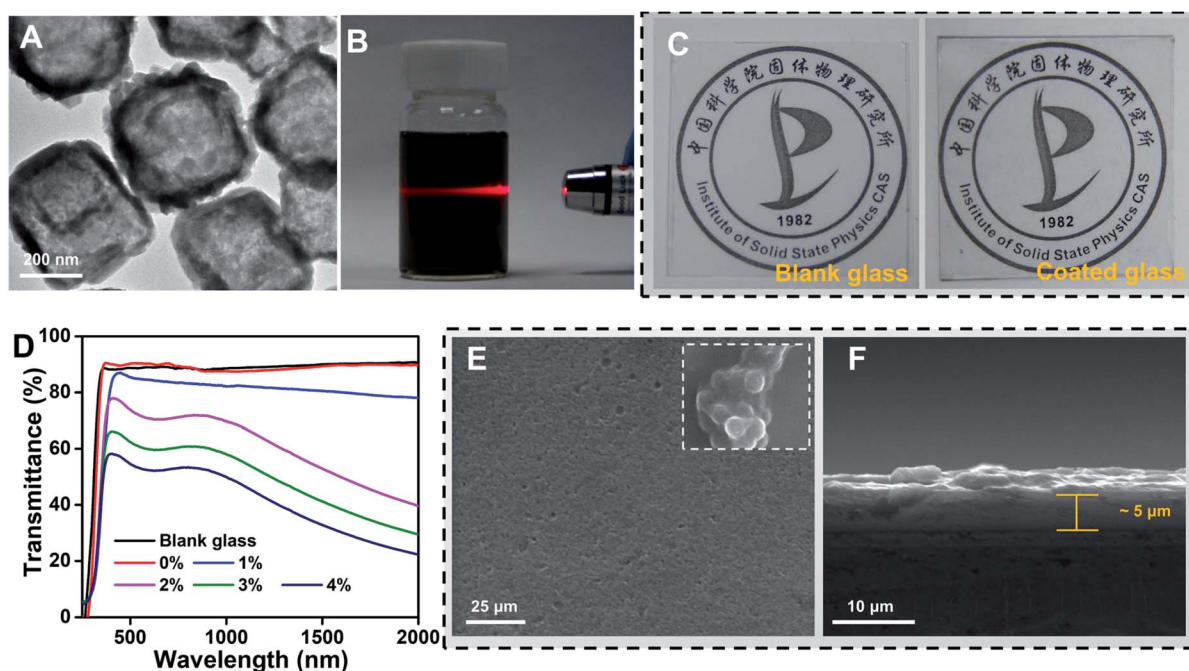 A
200 nm
B
C
中国科学院固体物理研究所
1982
Institute of Solid State Physics CAS
Blank glass
中国科学院固体物理研究所
1982
Institute of Solid State Physics CAS
Coated glass
D
Transmittance (%)
100
80
60
40
20
0
Blank glass
0% 1%
2% 3% 4%
500 1000 1500 2000
Wavelength (nm)
E
25 µm
F
~ 5 µm
10 µm